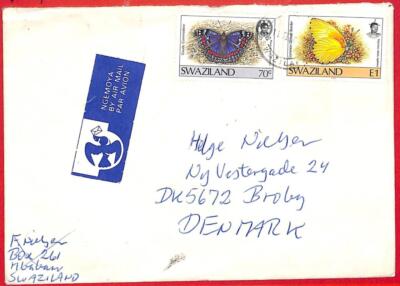 SWAZILAND 70c
SWAZILAND E1
NGEMOYA
BY AIR MAIL
PAR AVION
Helge Nielsen
Ny Vestergade 24
DK5672 Broby
DENMARK
F. Nielsen
BOX 261
Mbabane
SWAZILAND